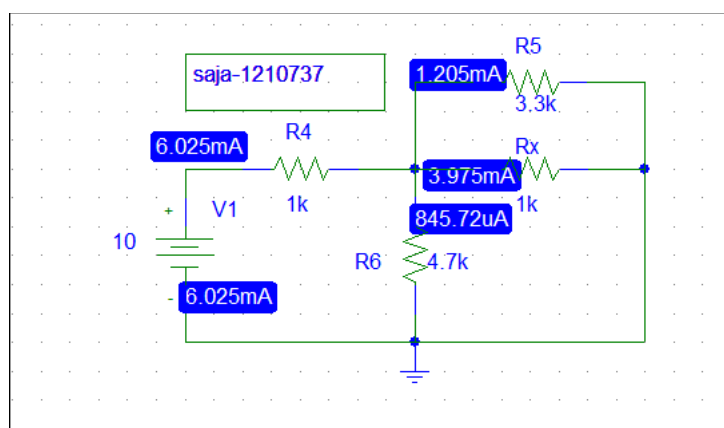 R5
saja-1210737
1.205mA
3.3k
R4
Rx
6.025mA
3.975mA
1k
1k
+
V1
845.72uA
10
R6
4.7k
-
6.025mA